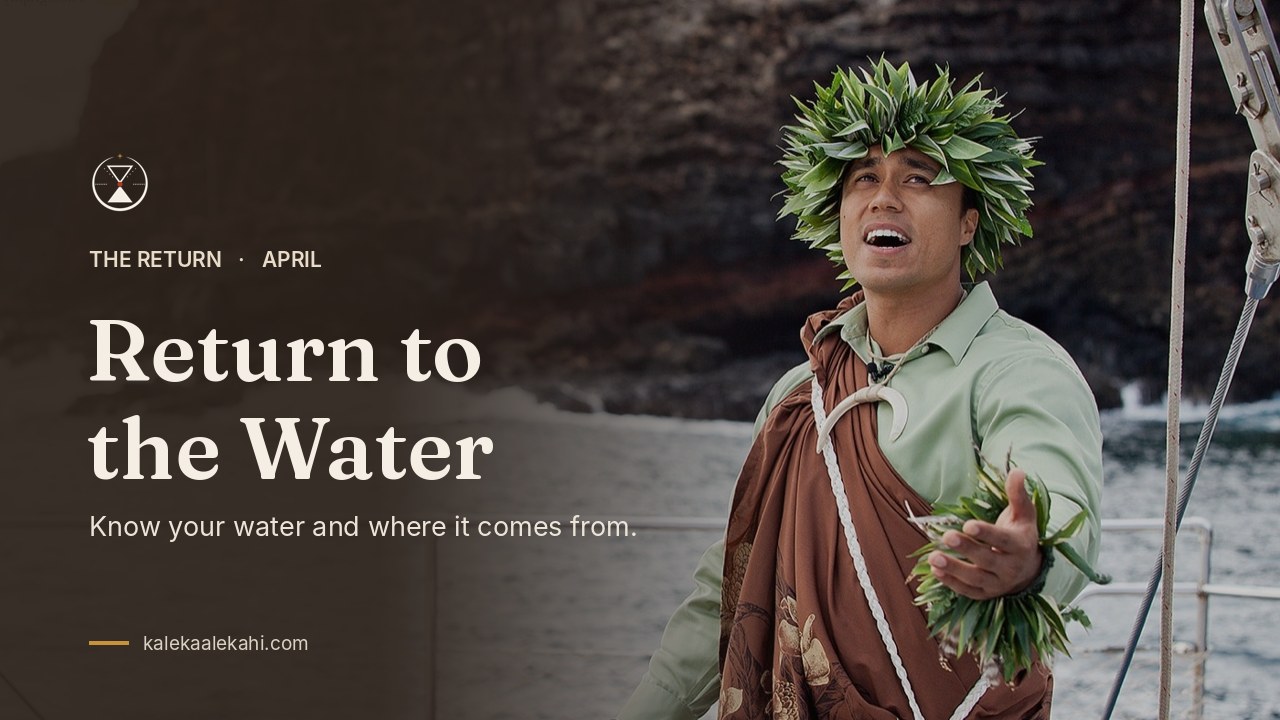 THE RETURN · APRIL
Return to
the Water
Know your water and where it comes from.
kalekaalekahi.com